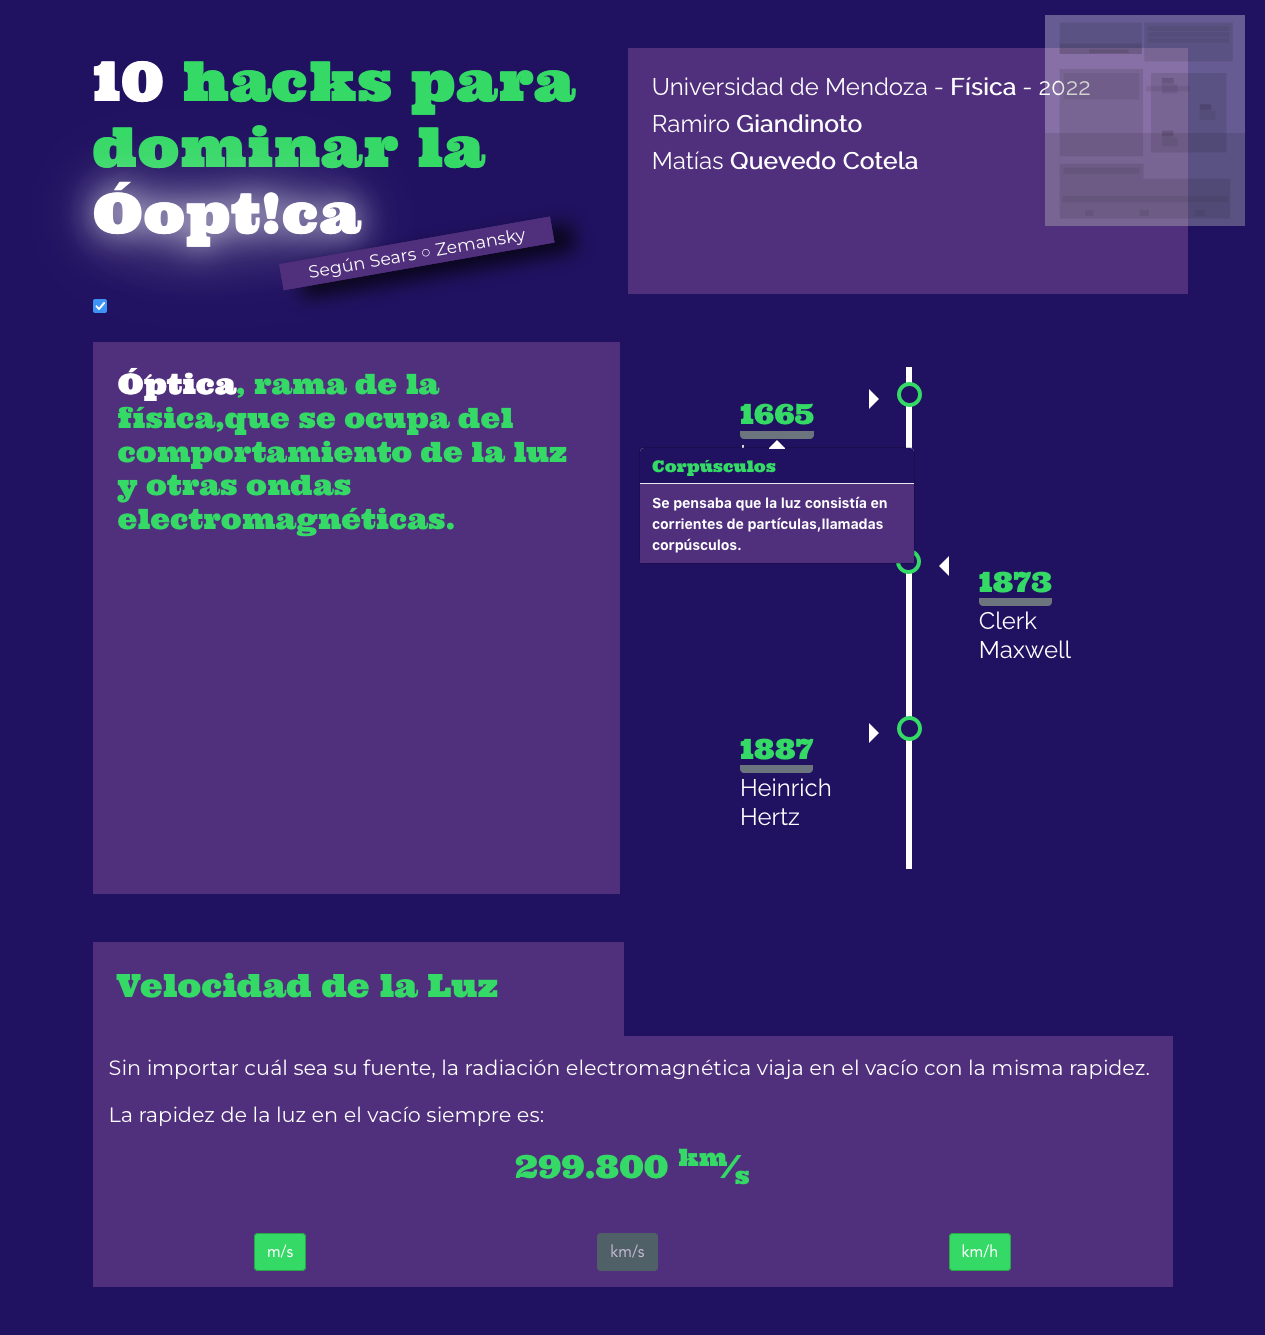 10 hacks para
dominar la
Óopt!ca
Según Sears ○ Zemansky
Universidad de Mendoza - Física - 2022
Ramiro Giandinoto
Matías Quevedo Cotela
Óptica, rama de la
física,que se ocupa del
comportamiento de la luz
y otras ondas
electromagnéticas.
1665
Corpúsculos
Se pensaba que la luz consistía en
corrientes de partículas,llamadas
corpúsculos.
1873
Clerk
Maxwell
1887
Heinrich
Hertz
Velocidad de la Luz
Sin importar cuál sea su fuente, la radiación electromagnética viaja en el vacío con la misma rapidez.
La rapidez de la luz en el vacío siempre es:
299.800 km/s
m/s
km/s
km/h